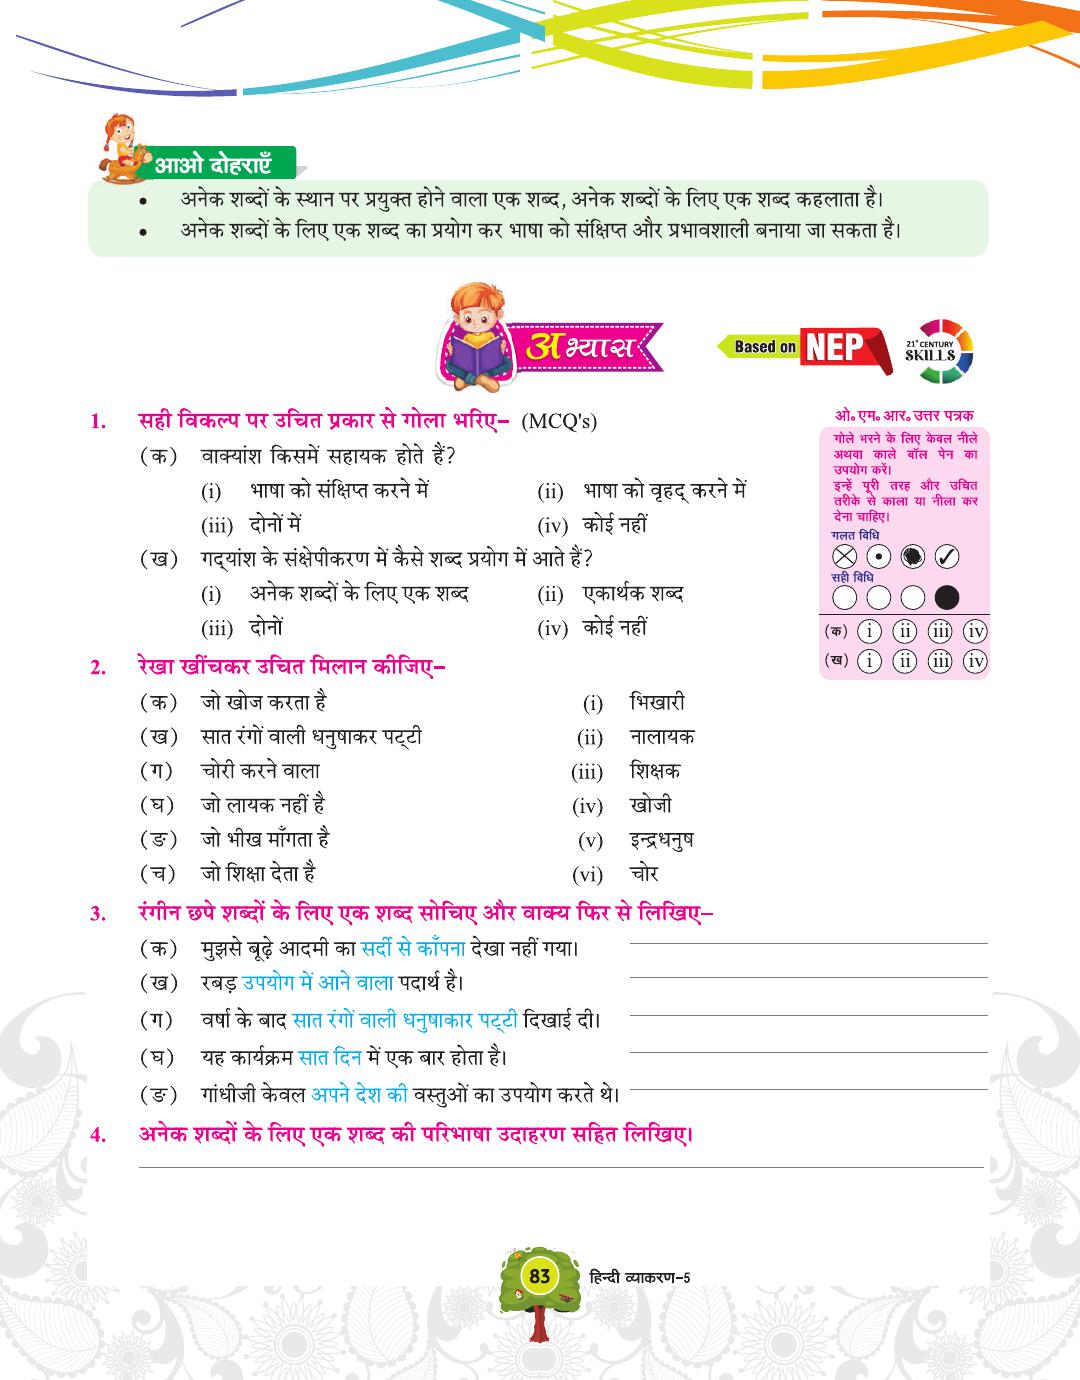 आओ दोहराएँ
• अनेक शब्दों के स्थान पर प्रयुक्त होने वाला एक शब्द, अनेक शब्दों के लिए एक शब्द कहलाता है।
• अनेक शब्दों के लिए एक शब्द का प्रयोग कर भाषा को संक्षिप्त और प्रभावशाली बनाया जा सकता है।
अभ्यास
Based on NEP
21st CENTURY
SKILLS
1. सही विकल्प पर उचित प्रकार से गोला भरिए– (MCQ's)
(क) वाक्यांश किसमें सहायक होते हैं?
(i) भाषा को संक्षिप्त करने में (ii) भाषा को वृहद् करने में
(iii) दोनों में (iv) कोई नहीं
(ख) गद्‌यांश के संक्षेपीकरण में कैसे शब्द प्रयोग में आते हैं?
(i) अनेक शब्दों के लिए एक शब्द (ii) एकार्थक शब्द
(iii) दोनों (iv) कोई नहीं
ओ॰ एम॰ आर॰ उत्तर पत्रक
गोले भरने के लिए केवल नीले
अथवा काले बॉल पेन का
उपयोग करें।
इन्हें पूरी तरह और उचित
तरीके से काला या नीला कर
देना चाहिए।
गलत विधि
सही विधि
(क) i ii iii iv
(ख) i ii iii iv
2. रेखा खींचकर उचित मिलान कीजिए–
(क) जो खोज करता है (i) भिखारी
(ख) सात रंगों वाली धनुषाकर पट्‌टी (ii) नालायक
(ग) चोरी करने वाला (iii) शिक्षक
(घ) जो लायक नहीं है (iv) खोजी
(ङ) जो भीख माँगता है (v) इन्द्रधनुष
(च) जो शिक्षा देता है (vi) चोर
3. रंगीन छपे शब्दों के लिए एक शब्द सोचिए और वाक्य फिर से लिखिए–
(क) मुझसे बूढ़े आदमी का सर्दी से काँपना देखा नहीं गया।
(ख) रबड़ उपयोग में आने वाला पदार्थ है।
(ग) वर्षा के बाद सात रंगों वाली धनुषाकार पट्‌टी दिखाई दी।
(घ) यह कार्यक्रम सात दिन में एक बार होता है।
(ङ) गांधीजी केवल अपने देश की वस्तुओं का उपयोग करते थे।
4. अनेक शब्दों के लिए एक शब्द की परिभाषा उदाहरण सहित लिखिए।
83 हिन्दी व्याकरण–5